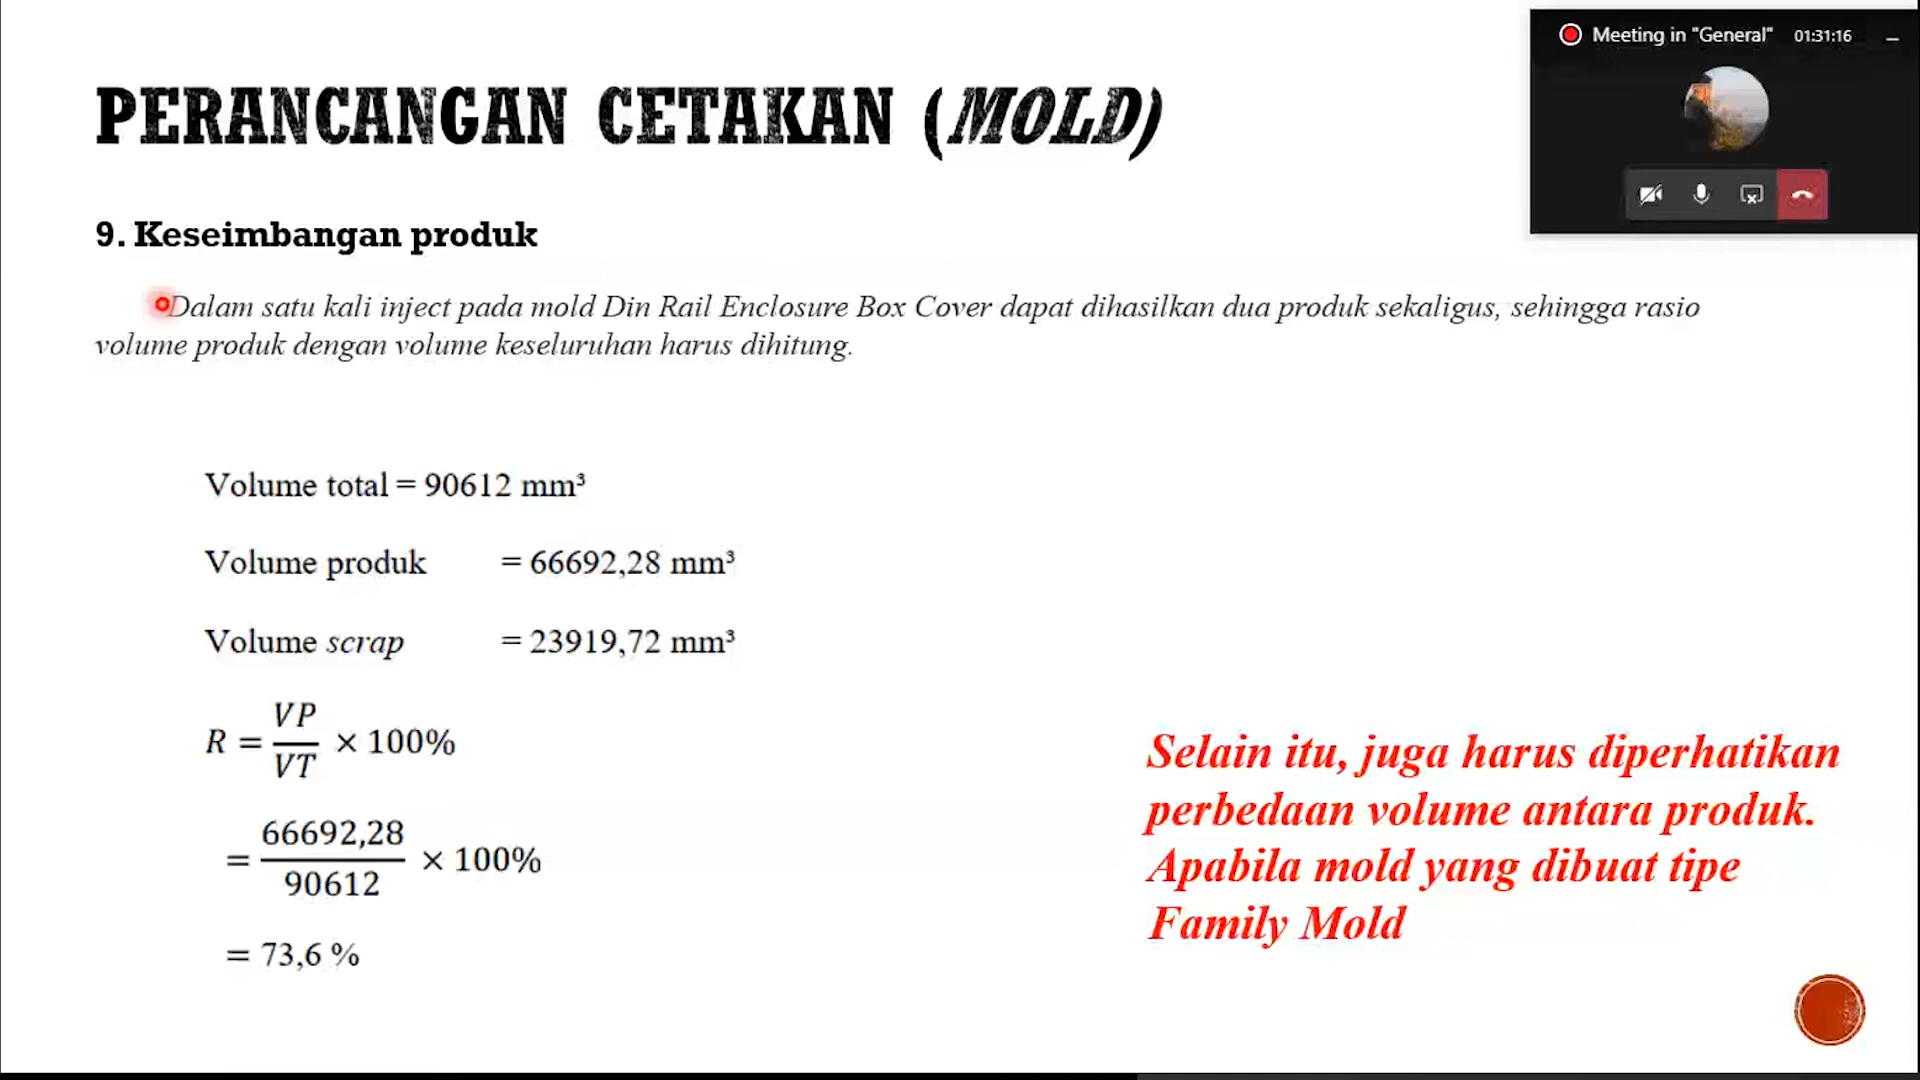 Meeting in "General" 01:31:16
PERANCANGAN CETAKAN (MOLD)
9. Keseimbangan produk
Dalam satu kali inject pada mold Din Rail Enclosure Box Cover dapat dihasilkan dua produk sekaligus, sehingga rasio
volume produk dengan volume keseluruhan harus dihitung.
Volume total = 90612 mm³
Volume produk = 66692,28 mm³
Volume scrap = 23919,72 mm³
R = VP/VT × 100%
= 66692,28/90612 × 100%
= 73,6 %
Selain itu, juga harus diperhatikan
perbedaan volume antara produk.
Apabila mold yang dibuat tipe
Family Mold